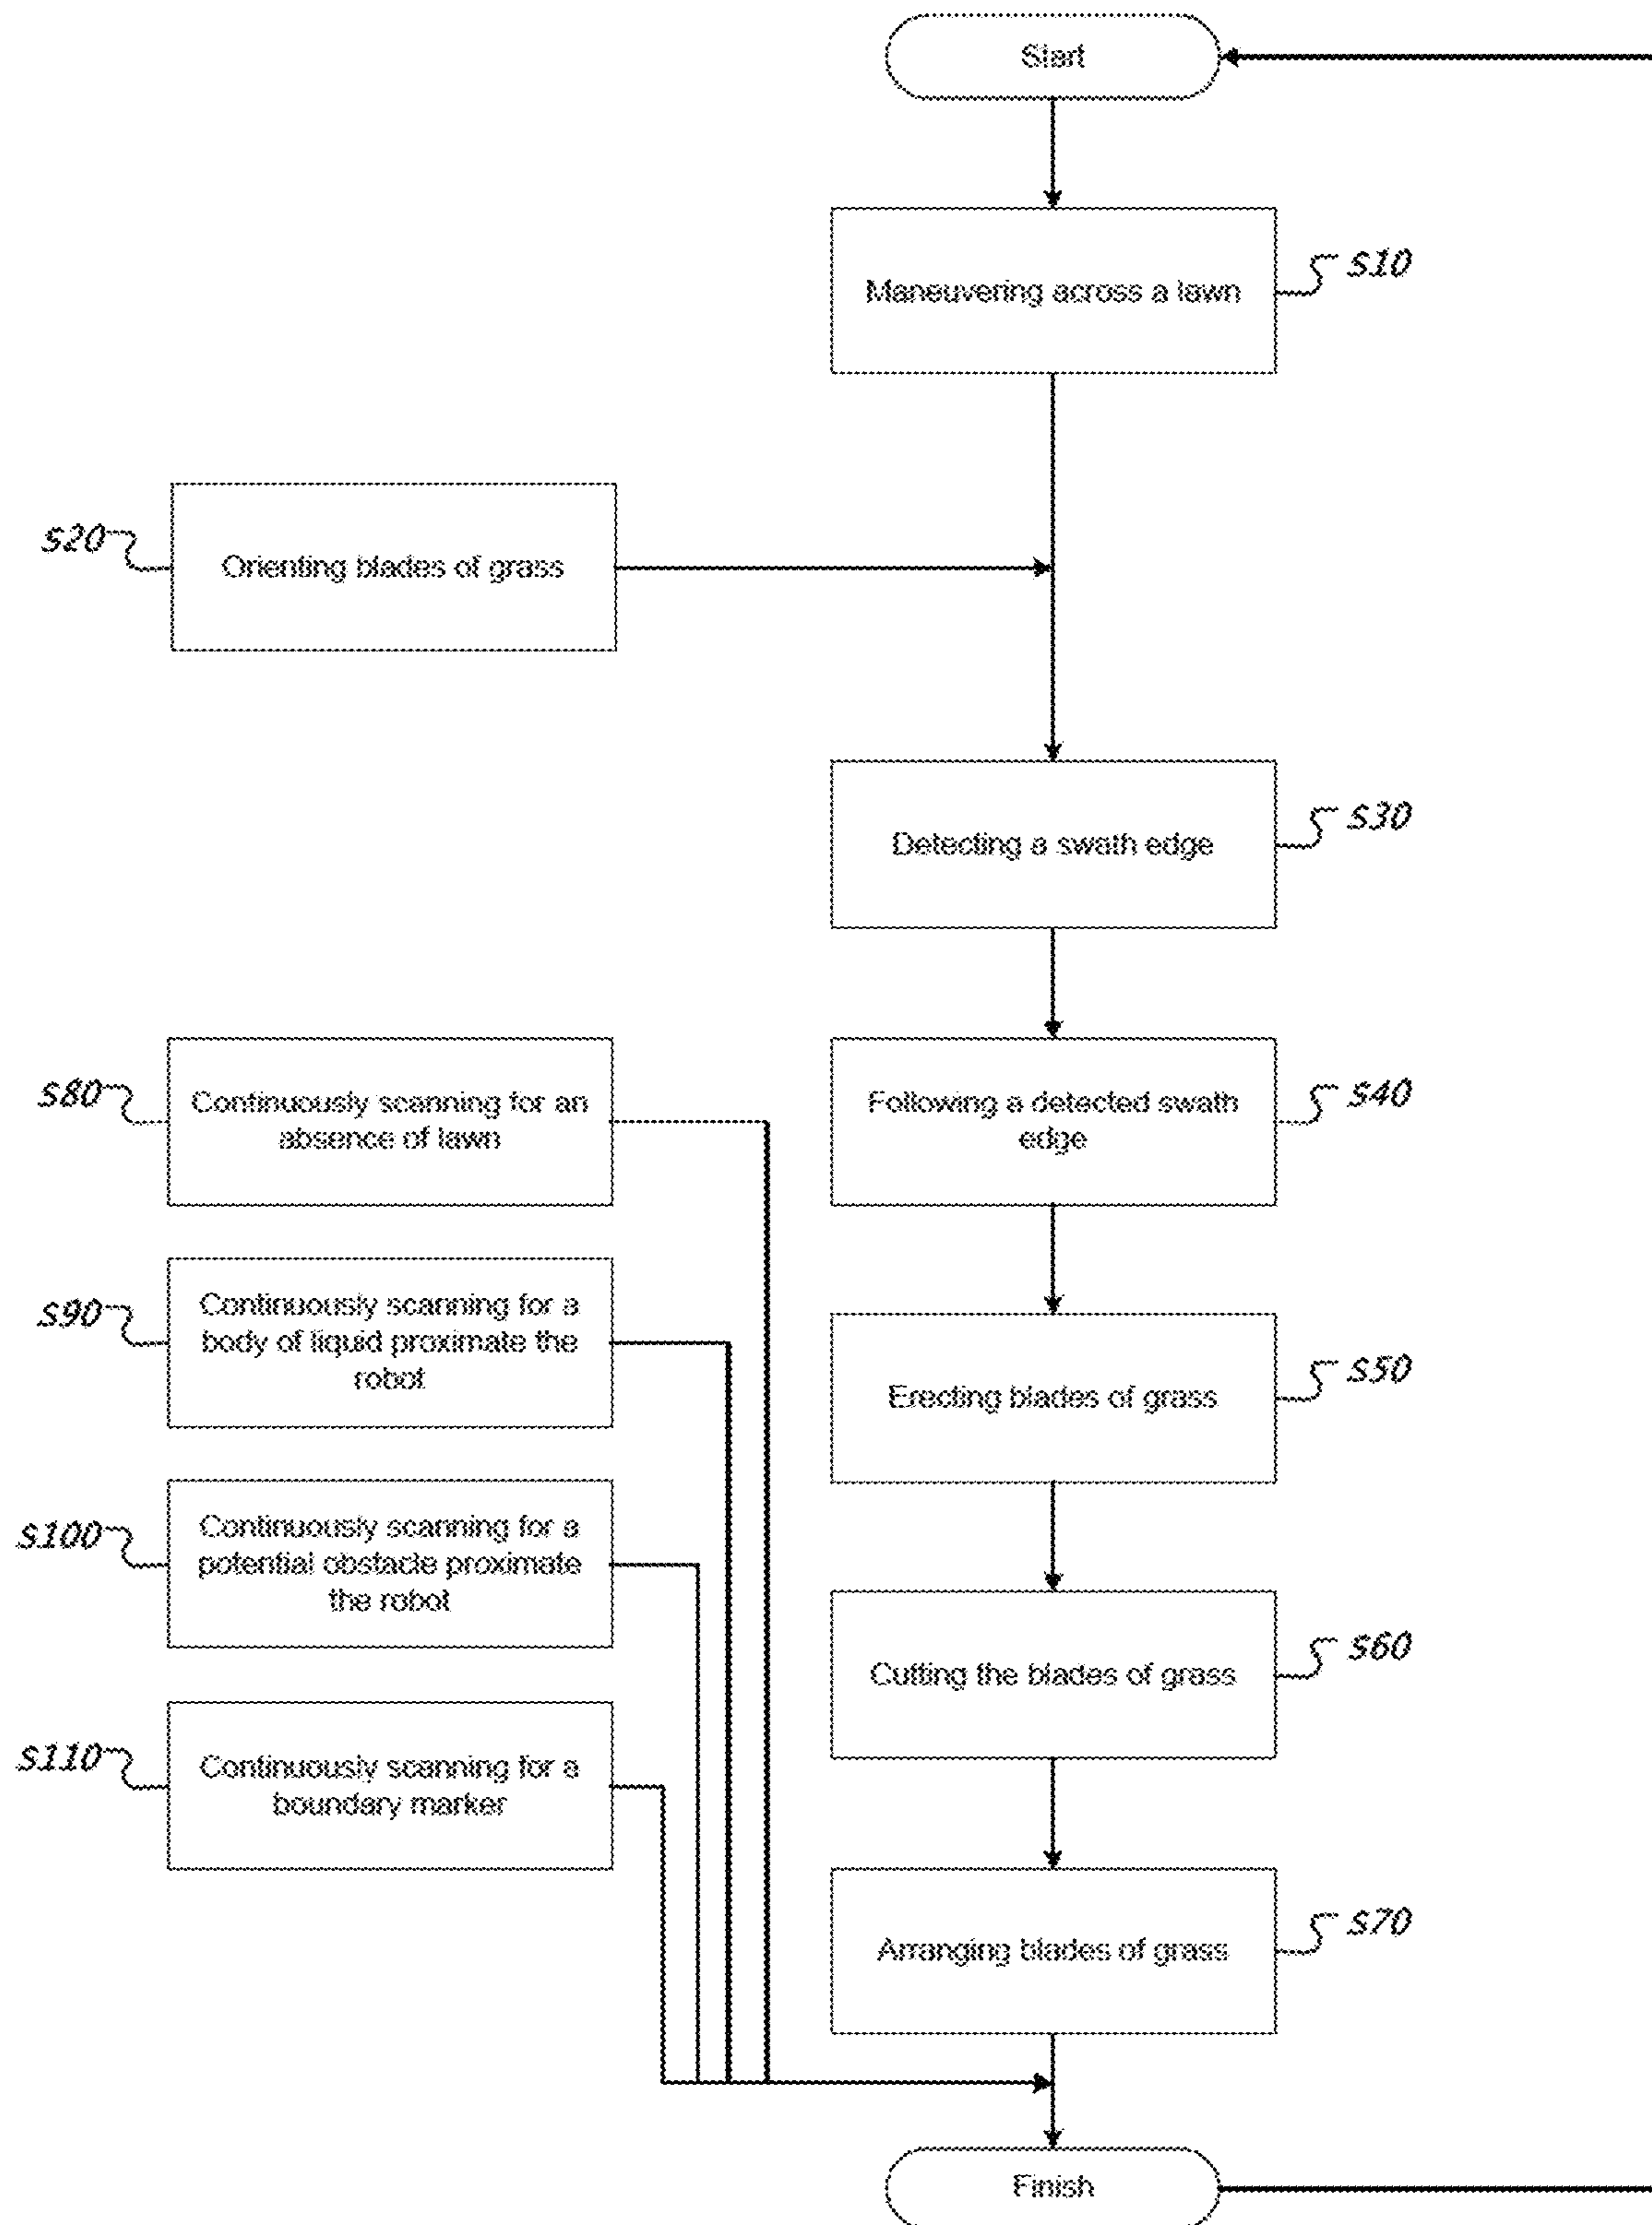 Start
Maneuvering across a lawn
S10
S20
Orienting blades of grass
Detecting a swath edge
S30
S80
Continuously scanning for an
absence of lawn
Following a detected swath
edge
S40
S90
Continuously scanning for a
body of liquid proximate the
robot
Erecting blades of grass
S50
S100
Continuously scanning for a
potential obstacle proximate
the robot
Cutting the blades of grass
S60
S110
Continuously scanning for a
boundary marker
Arranging blades of grass
S70
Finish